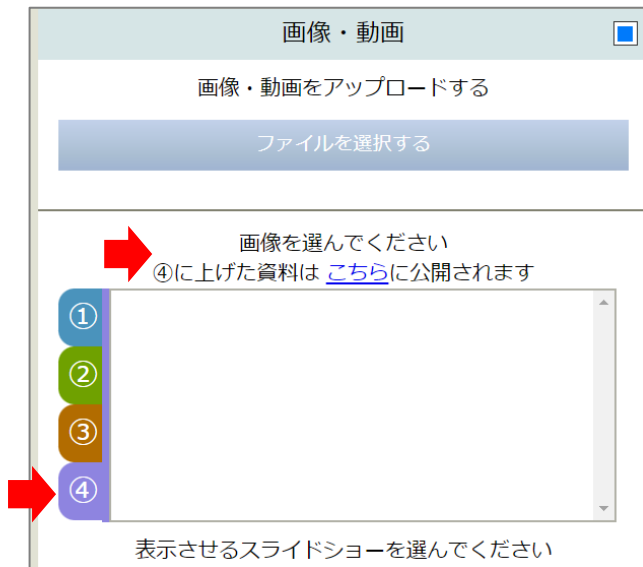 画像・動画
画像・動画をアップロードする
ファイルを選択する
画像を選んでください
④に上げた資料は こちらに公開されます
①
②
③
④
表示させるスライドショーを選んでください